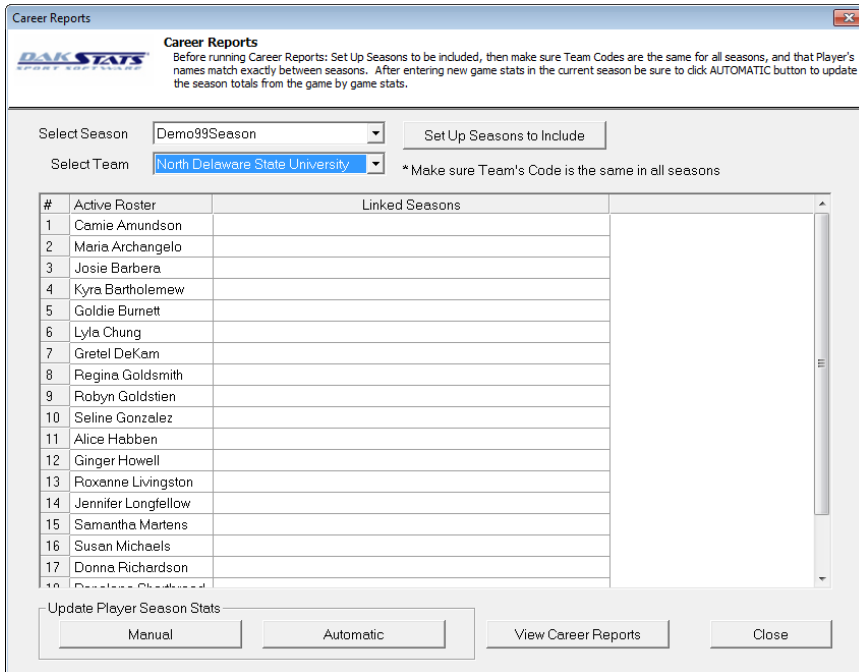 Career Reports
DAKSTATS
SPORT SOFTWARE
Career Reports
Before running Career Reports: Set Up Seasons to be included, then make sure Team Codes are the same for all seasons, and that Player's
names match exactly between seasons. After entering new game stats in the current season be sure to click AUTOMATIC button to update
the season totals from the game by game stats.
Select Season Demo99Season Set Up Seasons to Include
Select Team North Delaware State University *Make sure Team's Code is the same in all seasons
# Active Roster Linked Seasons
1 Camie Amundson
2 Maria Archangelo
3 Josie Barbera
4 Kyra Bartholemew
5 Goldie Burnett
6 Lyla Chung
7 Gretel DeKam
8 Regina Goldsmith
9 Robyn Goldstien
10 Seline Gonzalez
11 Alice Habben
12 Ginger Howell
13 Roxanne Livingston
14 Jennifer Longfellow
15 Samantha Martens
16 Susan Michaels
17 Donna Richardson
18
Update Player Season Stats
Manual Automatic View Career Reports Close